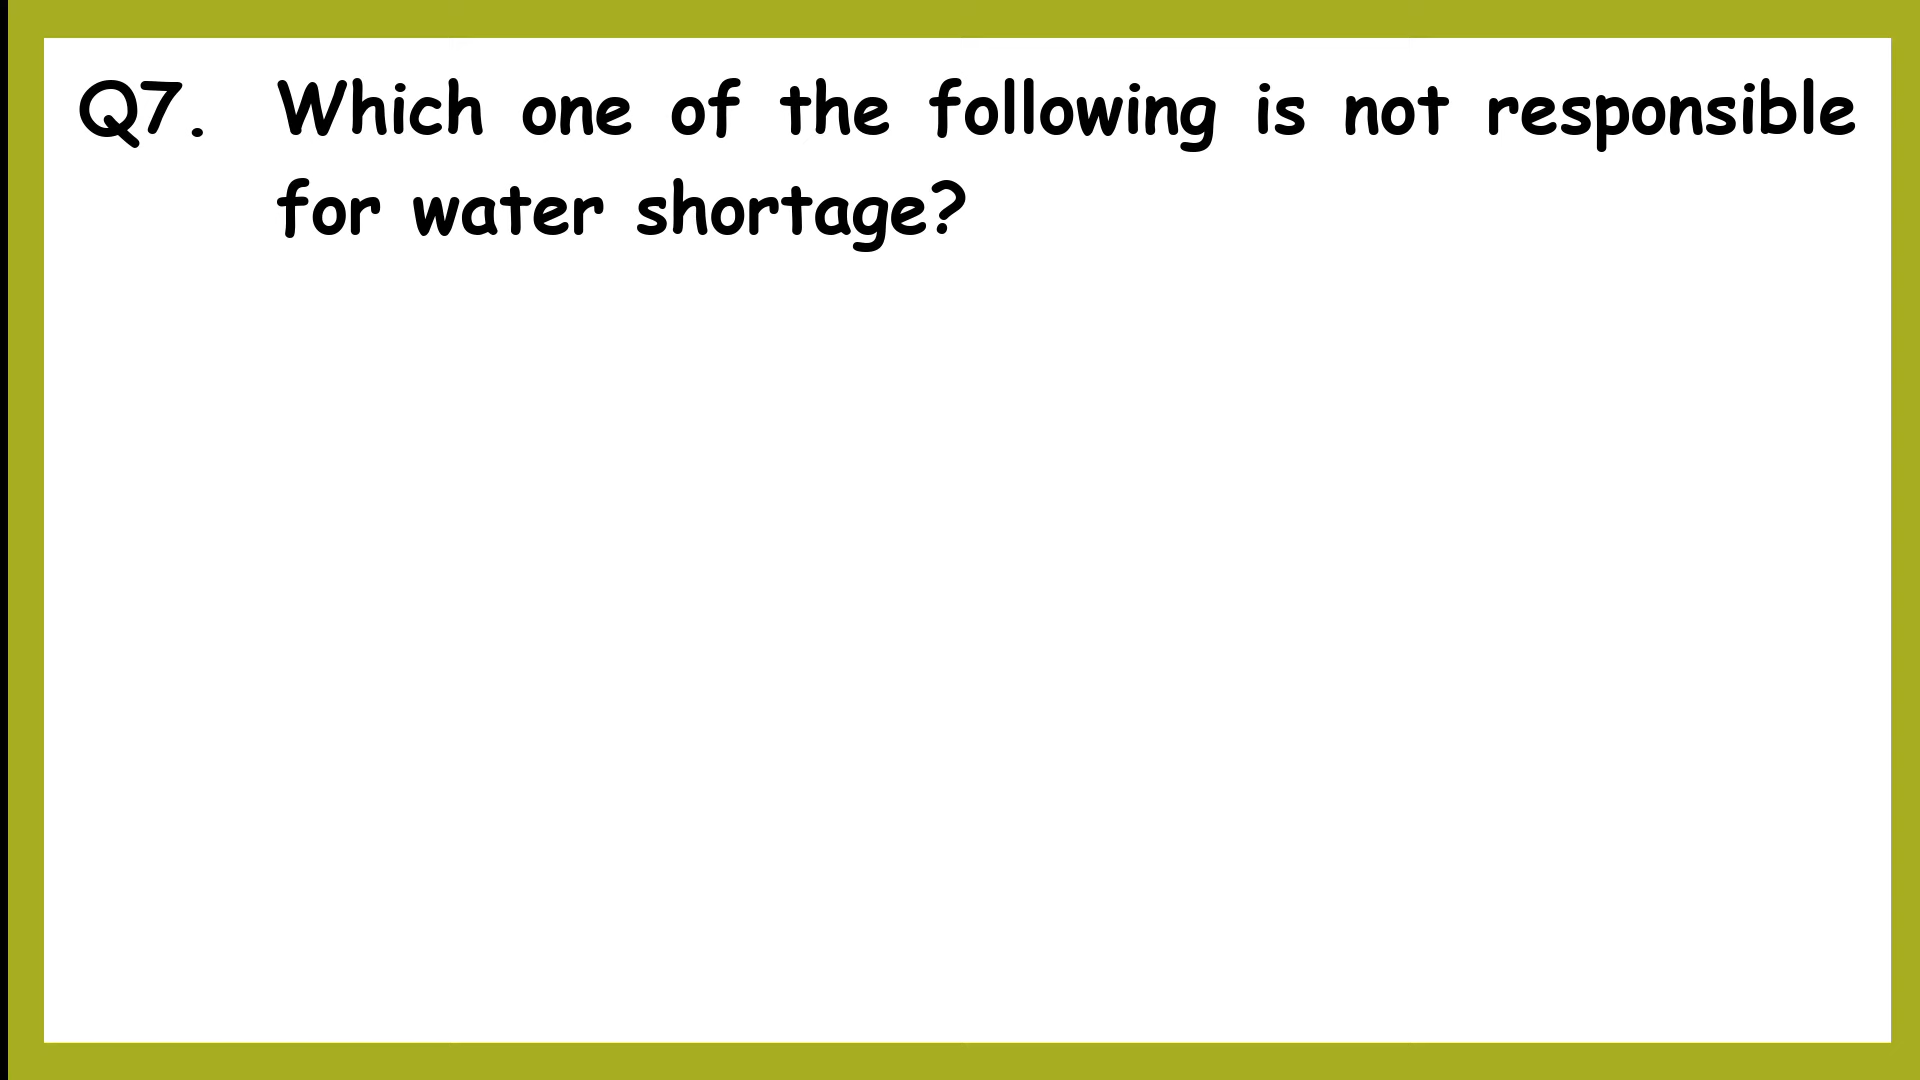 Q7. Which one of the following is not responsible
for water shortage?